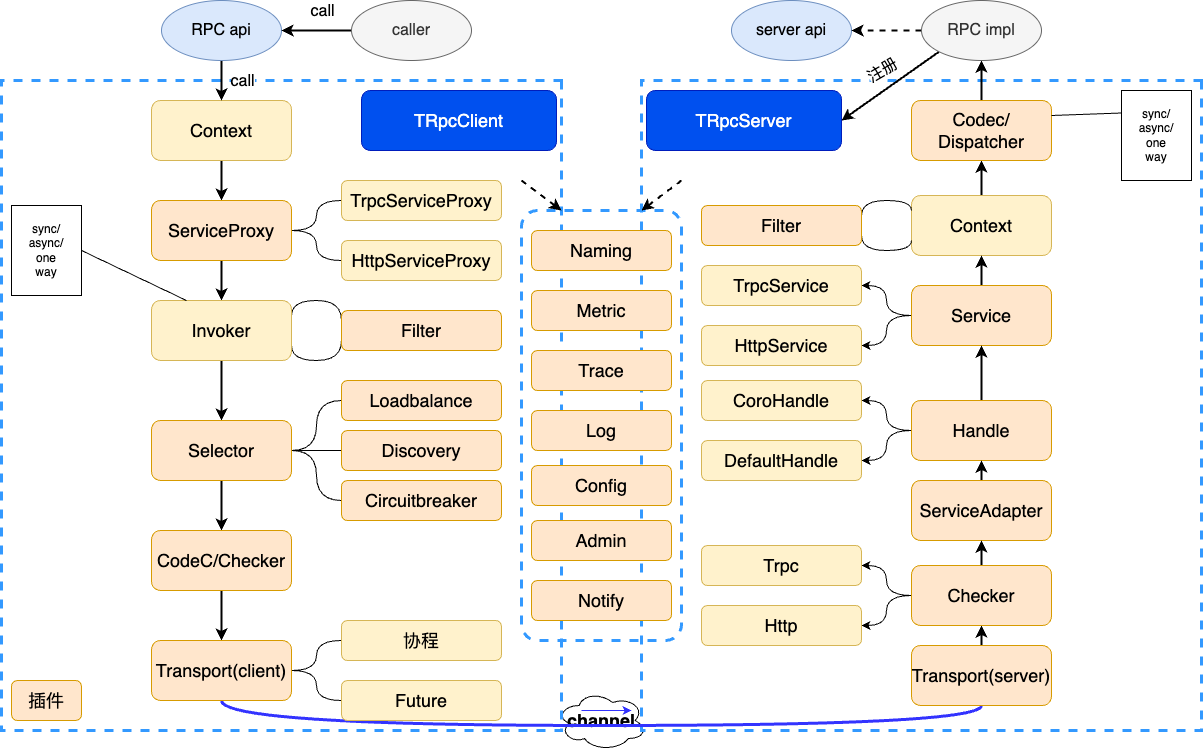 call
RPC api
caller
server api
RPC impl
call
注册
TRpcClient
TRpcServer
Context
Codec/
Dispatcher
sync/
async/
one
way
TrpcServiceProxy
ServiceProxy
HttpServiceProxy
sync/
async/
one
way
Naming
Filter
Context
Metric
TrpcService
Service
HttpService
Invoker
Filter
Trace
Loadbalance
Log
CoroHandle
Handle
Selector
Discovery
DefaultHandle
Circuitbreaker
Config
ServiceAdapter
CodeC/Checker
Admin
Trpc
Checker
Notify
Http
协程
Transport(client)
Transport(server)
Future
插件
channel